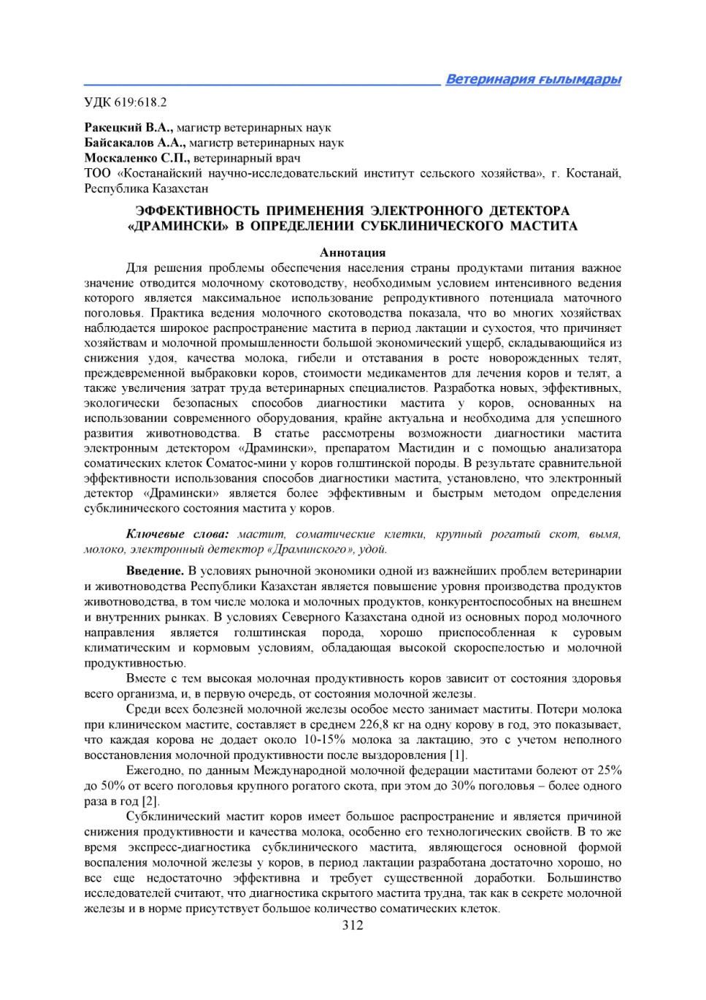 Ветеринария ғылымдары
УДК 619:618.2
Ракецкий В.А., магистр ветеринарных наук
Байсакалов А.А., магистр ветеринарных наук
Москаленко С.П., ветеринарный врач
ТОО «Костанайский научно-исследовательский институт сельского хозяйства», г. Костанай,
Республика Казахстан
ЭФФЕКТИВНОСТЬ ПРИМЕНЕНИЯ ЭЛЕКТРОННОГО ДЕТЕКТОРА
«ДРАМИНСКИ» В ОПРЕДЕЛЕНИИ СУБКЛИНИЧЕСКОГО МАСТИТА
Аннотация
Для решения проблемы обеспечения населения страны продуктами питания важное
значение отводится молочному скотоводству, необходимым условием интенсивного ведения
которого является максимальное использование репродуктивного потенциала маточного
поголовья. Практика ведения молочного скотоводства показала, что во многих хозяйствах
наблюдается широкое распространение мастита в период лактации и сухостоя, что причиняет
хозяйствам и молочной промышленности большой экономический ущерб, складывающийся из
снижения удоя, качества молока, гибели и отставания в росте новорожденных телят,
преждевременной выбраковки коров, стоимости медикаментов для лечения коров и телят, а
также увеличения затрат труда ветеринарных специалистов. Разработка новых, эффективных,
экологически безопасных способов диагностики мастита у коров, основанных на
использовании современного оборудования, крайне актуальна и необходима для успешного
развития животноводства. В статье рассмотрены возможности диагностики мастита
электронным детектором «Драмински», препаратом Мастидин и с помощью анализатора
соматических клеток Соматос-мини у коров голштинской породы. В результате сравнительной
эффективности использования способов диагностики мастита, установлено, что электронный
детектор «Драмински» является более эффективным и быстрым методом определения
субклинического состояния мастита у коров.
Ключевые слова: мастит, соматические клетки, крупный рогатый скот, вымя,
молоко, электронный детектор «Драминского», удой.
Введение. В условиях рыночной экономики одной из важнейших проблем ветеринарии
и животноводства Республики Казахстан является повышение уровня производства продуктов
животноводства, в том числе молока и молочных продуктов, конкурентоспособных на внешнем
и внутренних рынках. В условиях Северного Казахстана одной из основных пород молочного
направления является голштинская порода, хорошо приспособленная к суровым
климатическим и кормовым условиям, обладающая высокой скороспелостью и молочной
продуктивностью.
Вместе с тем высокая молочная продуктивность коров зависит от состояния здоровья
всего организма, и, в первую очередь, от состояния молочной железы.
Среди всех болезней молочной железы особое место занимает маститы. Потери молока
при клиническом мастите, составляет в среднем 226,8 кг на одну корову в год, это показывает,
что каждая корова не додает около 10-15% молока за лактацию, это с учетом неполного
восстановления молочной продуктивности после выздоровления [1].
Ежегодно, по данным Международной молочной федерации маститами болеют от 25%
до 50% от всего поголовья крупного рогатого скота, при этом до 30% поголовья – более одного
раза в год [2].
Субклинический мастит коров имеет большое распространение и является причиной
снижения продуктивности и качества молока, особенно его технологических свойств. В то же
время экспресс-диагностика субклинического мастита, являющегося основной формой
воспаления молочной железы у коров, в период лактации разработана достаточно хорошо, но
все еще недостаточно эффективна и требует существенной доработки. Большинство
исследователей считают, что диагностика скрытого мастита трудна, так как в секрете молочной
железы и в норме присутствует большое количество соматических клеток.
312